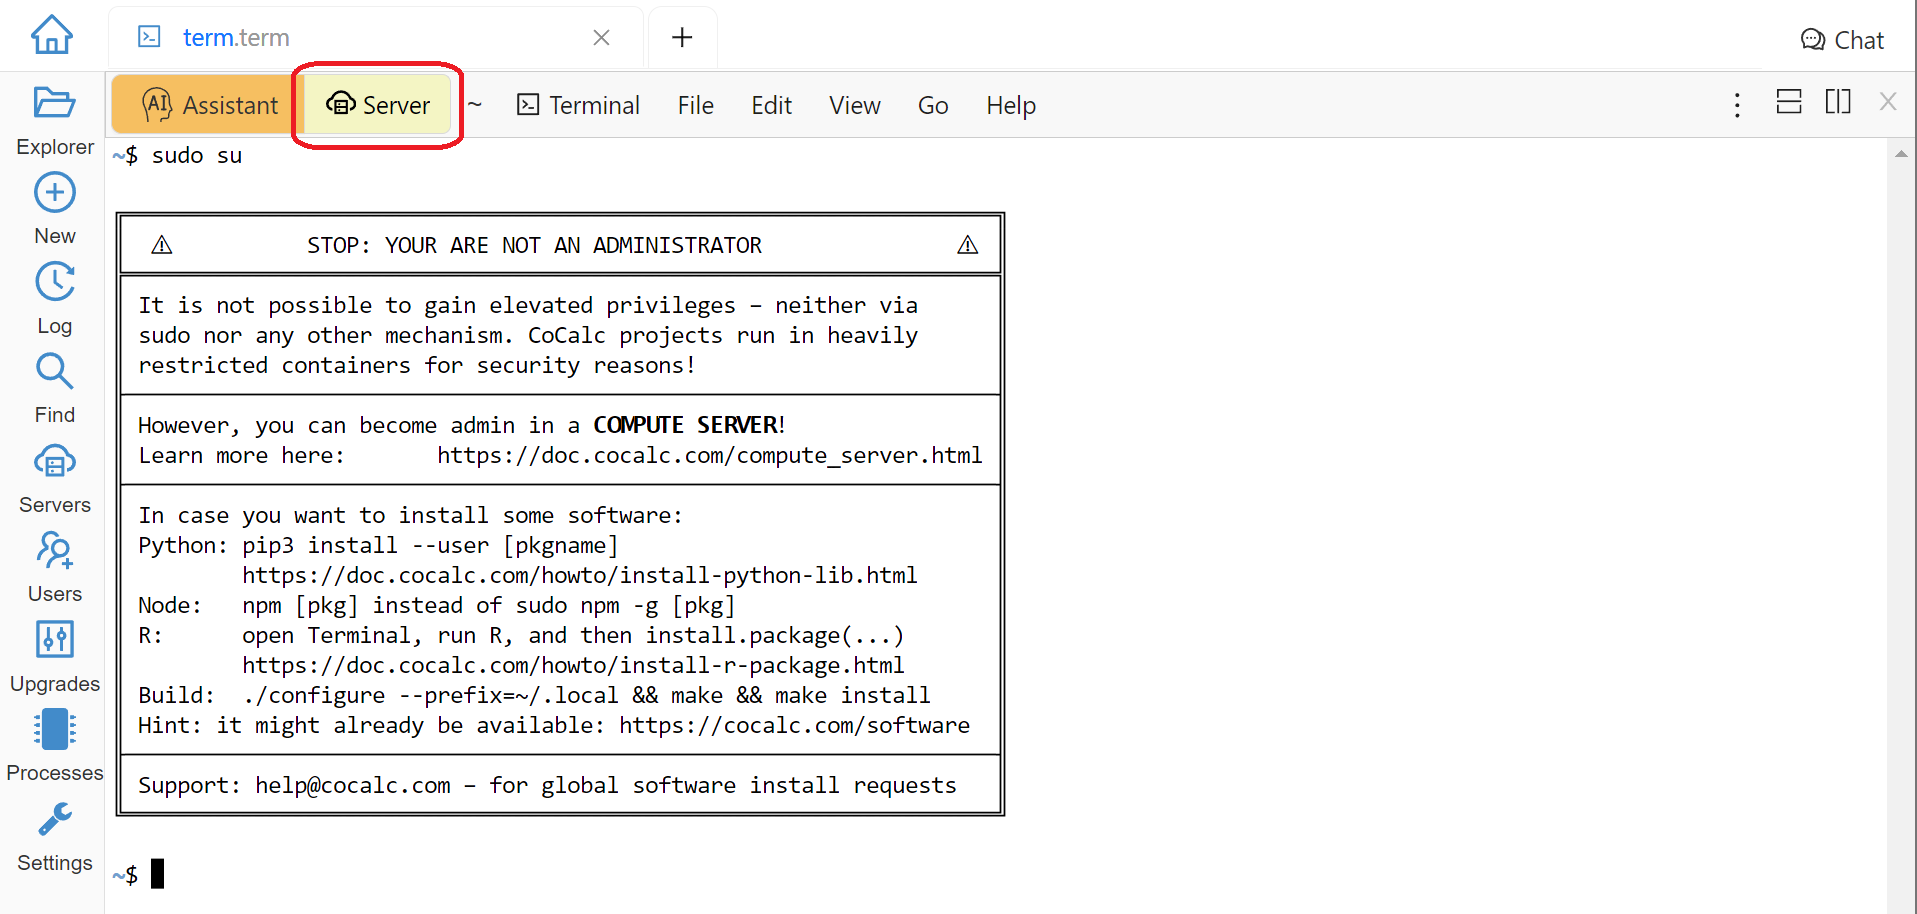 term.term
Chat
AI Assistant Server ~ Terminal File Edit View Go Help
Explorer
New
Log
Find
Servers
Users
Upgrades
Processes
Settings
~$ sudo su
STOP: YOUR ARE NOT AN ADMINISTRATOR
It is not possible to gain elevated privileges – neither via
sudo nor any other mechanism. CoCalc projects run in heavily
restricted containers for security reasons!
However, you can become admin in a COMPUTE SERVER!
Learn more here: https://doc.cocalc.com/compute_server.html
In case you want to install some software:
Python: pip3 install --user [pkgname]
https://doc.cocalc.com/howto/install-python-lib.html
Node: npm [pkg] instead of sudo npm -g [pkg]
R: open Terminal, run R, and then install.package(...)
https://doc.cocalc.com/howto/install-r-package.html
Build: ./configure --prefix=~/.local && make && make install
Hint: it might already be available: https://cocalc.com/software
Support: help@cocalc.com – for global software install requests
~$